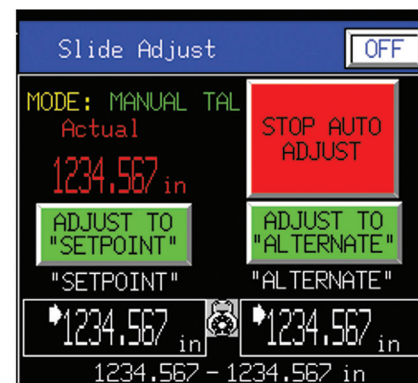 Slide Adjust OFF
MODE: MANUAL TAL
Actual
1234.567 in
STOP AUTO
ADJUST
ADJUST TO
"SETPOINT"
ADJUST TO
"ALTERNATE"
"SETPOINT" "ALTERNATE"
1234.567 in 1234.567 in
1234.567 - 1234.567 in